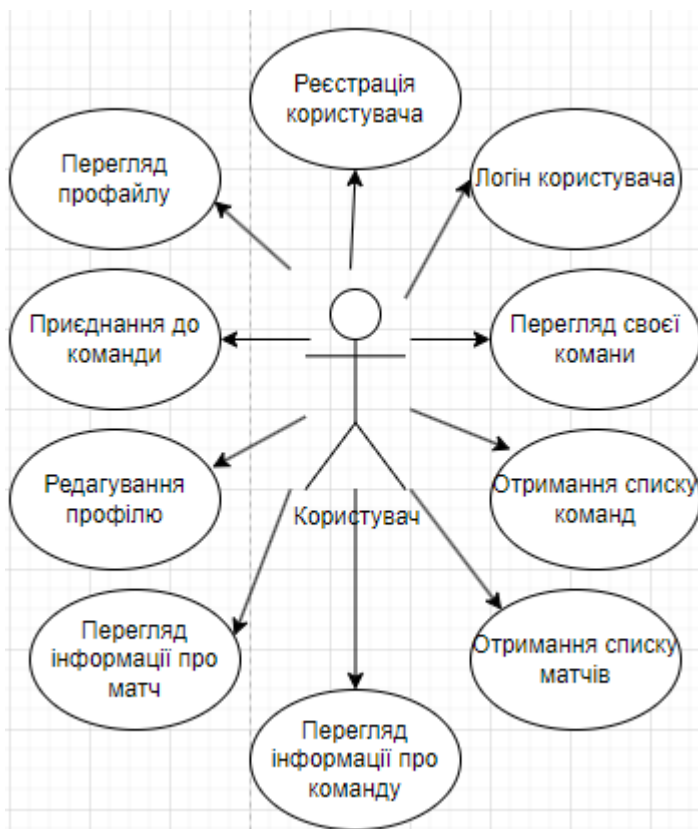 Реєстрація
користувача
Перегляд
профайлу
Логін користувача
Приєднання до
команди
Перегляд своєї
комани
Редагування
профілю
Отримання списку
команд
Користувач
Перегляд
інформації про
матч
Отримання списку
матчів
Перегляд
інформації про
команду